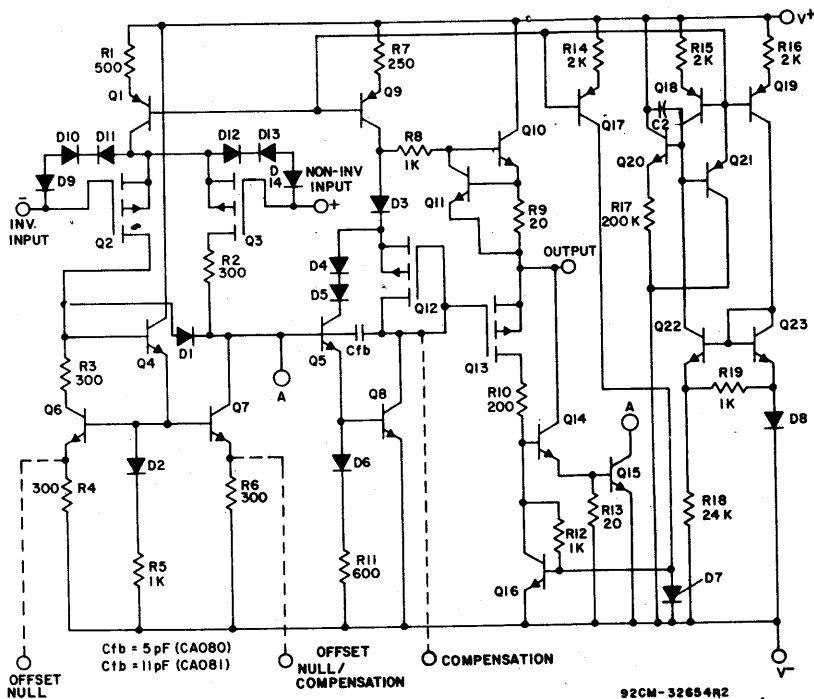 V+
R1
500
R7
250
R14
2K
R15
2K
R16
2K
Q1
Q9
Q18
Q19
D10
D11
D12
D13
R8
1K
Q10
Q17
C2
Q20
Q21
D9
D
14
NON-INV
INPUT
Q11
R9
20
R17
200K
–
INV.
INPUT
+
Q2
Q3
D3
R2
300
D4
D5
Q12
OUTPUT
Q22
Q23
D1
Q5
Cfb
Q13
R3
300
Q4
A
R10
200
R19
1K
Q6
Q7
Q8
Q14
A
D8
D2
D6
Q15
300
R4
R6
300
R13
20
R18
24K
R5
1K
R11
600
R12
1K
Q16
D7
Cfb = 5pF (CA080)
Cfb = 11pF (CA081)
OFFSET
NULL
OFFSET
NULL/
COMPENSATION
COMPENSATION
V–
92CM-32654R2